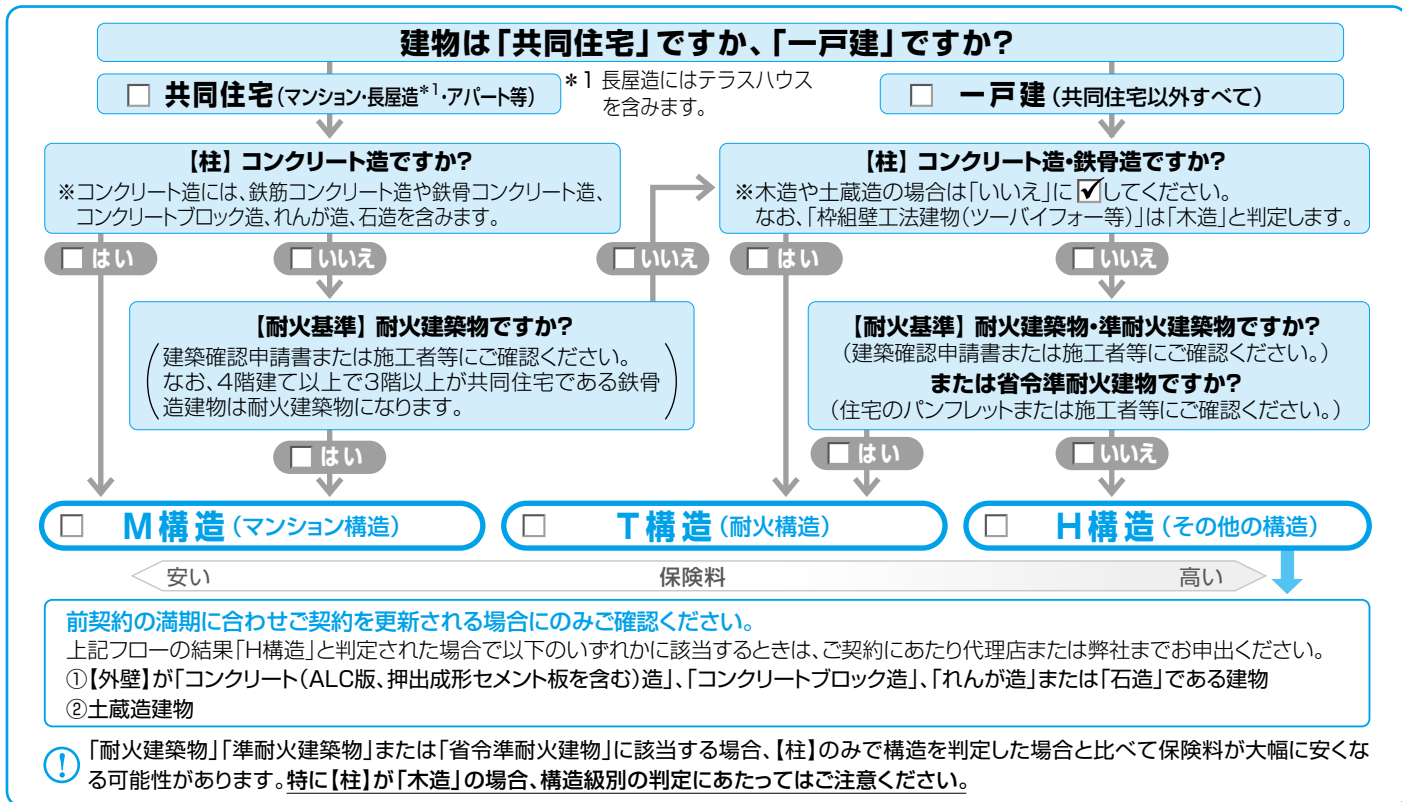 建物は「共同住宅」ですか、「一戸建」ですか?
□ 共同住宅(マンション・長屋造*1・アパート等)
*1 長屋造にはテラスハウス
を含みます。
□ 一戸建(共同住宅以外すべて)
【柱】コンクリート造ですか?
※コンクリート造には、鉄筋コンクリート造や鉄骨コンクリート造、
コンクリートブロック造、れんが造、石造を含みます。
【柱】コンクリート造・鉄骨造ですか?
※木造や土蔵造の場合は「いいえ」に☑してください。
なお、「枠組壁工法建物(ツーバイフォー等)」は「木造」と判定します。
□はい
□いいえ
□いいえ
□はい
□いいえ
【耐火基準】耐火建築物ですか?
(建築確認申請書または施工者等にご確認ください。
なお、4階建て以上で3階以上が共同住宅である鉄骨
造建物は耐火建築物になります。)
【耐火基準】耐火建築物・準耐火建築物ですか?
(建築確認申請書または施工者等にご確認ください。)
または省令準耐火建物ですか?
(住宅のパンフレットまたは施工者等にご確認ください。)
□はい
□はい
□いいえ
□ M構造(マンション構造)
□ T構造(耐火構造)
□ H構造(その他の構造)
安い
保険料
高い
前契約の満期に合わせご契約を更新される場合にのみご確認ください。
上記フローの結果「H構造」と判定された場合で以下のいずれかに該当するときは、ご契約にあたり代理店または弊社までお申出ください。
①【外壁】が「コンクリート(ALC版、押出成形セメント板を含む)造」、「コンクリートブロック造」、「れんが造」または「石造」である建物
②土蔵造建物
! 「耐火建築物」「準耐火建築物」または「省令準耐火建物」に該当する場合、【柱】のみで構造を判定した場合と比べて保険料が大幅に安くな
る可能性があります。特に【柱】が「木造」の場合、構造級別の判定にあたってはご注意ください。